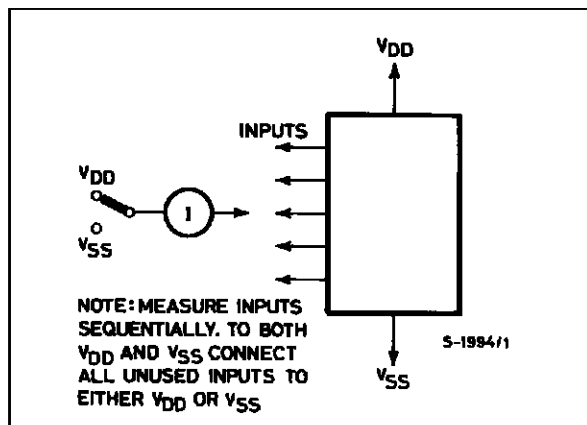 VDD
INPUTS
VDD
I
VSS
NOTE: MEASURE INPUTS
SEQUENTIALLY. TO BOTH
VDD AND VSS CONNECT
ALL UNUSED INPUTS TO
EITHER VDD OR VSS
S-1994/1
VSS